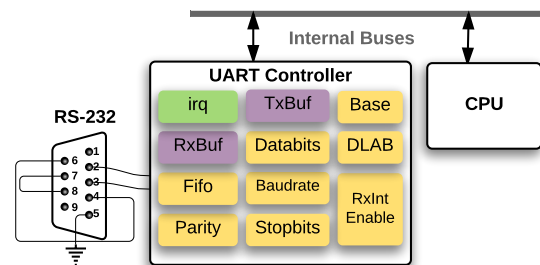 Internal Buses
UART Controller
irq
TxBuf
Base
CPU
RS-232
RxBuf
Databits
DLAB
Fifo
Baudrate
RxInt
Enable
Parity
Stopbits
1
6
2
7
3
8
4
9
5